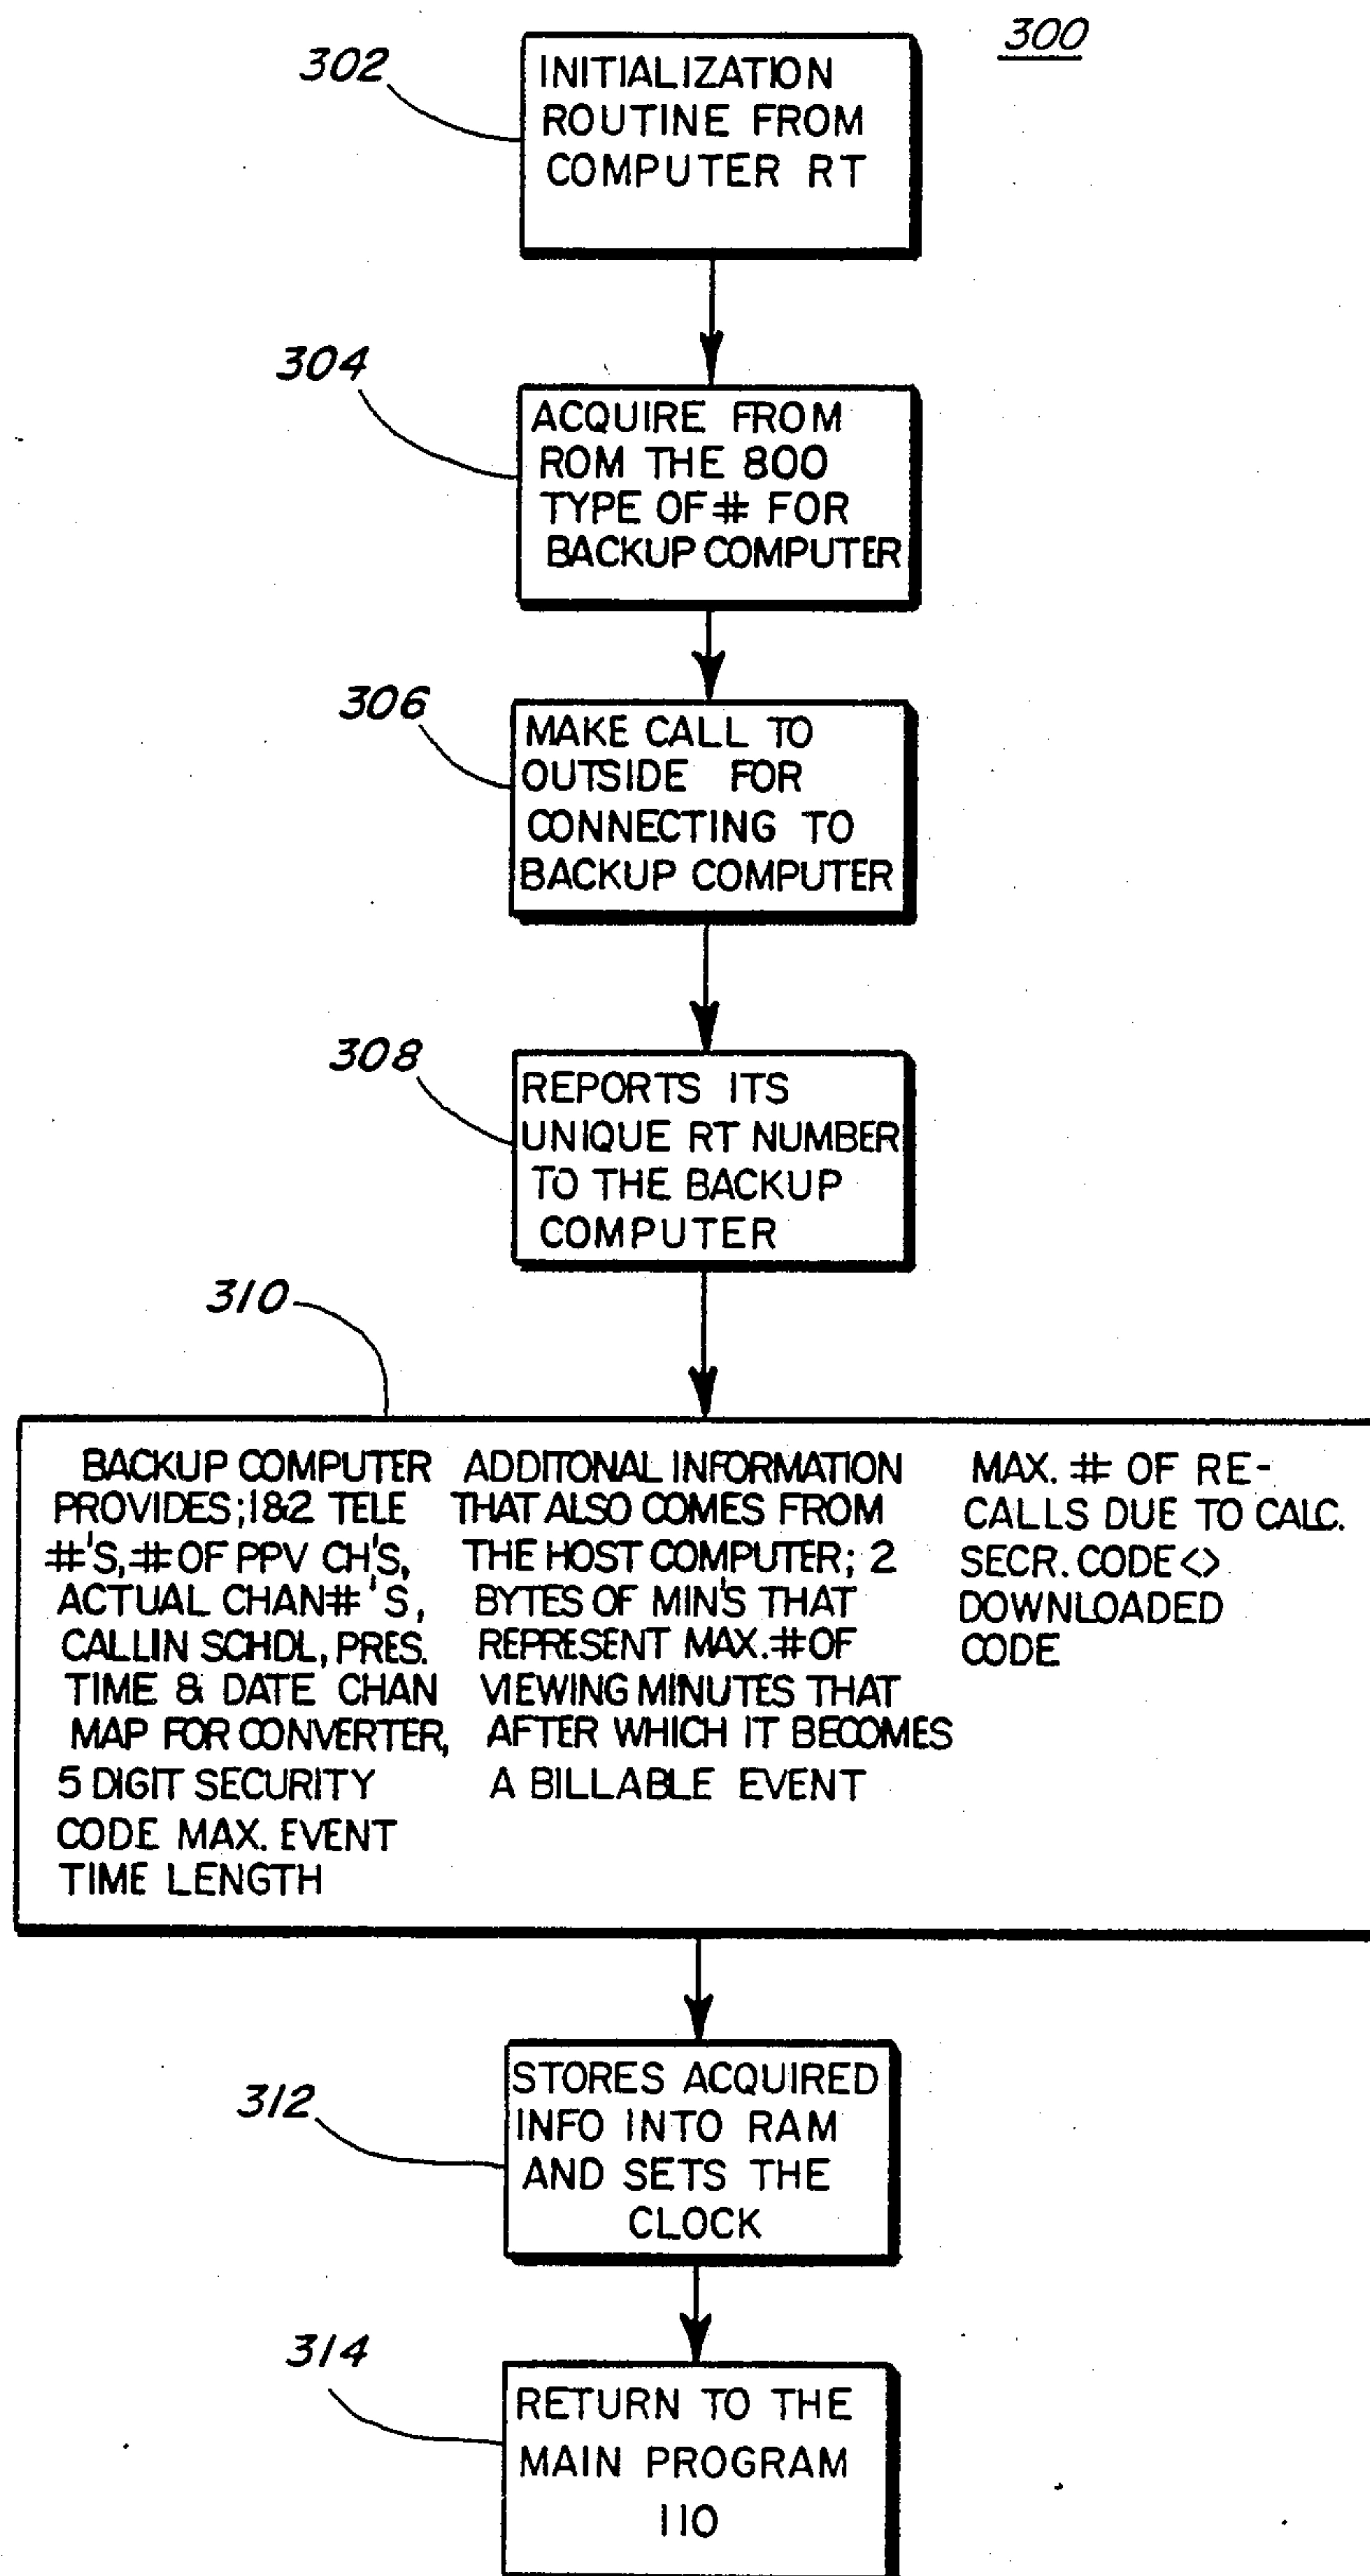 300
302
INITIALIZATION
ROUTINE FROM
COMPUTER RT
304
ACQUIRE FROM
ROM THE 800
TYPE OF # FOR
BACKUP COMPUTER
306
MAKE CALL TO
OUTSIDE FOR
CONNECTING TO
BACKUP COMPUTER
308
REPORTS ITS
UNIQUE RT NUMBER
TO THE BACKUP
COMPUTER
310
BACKUP COMPUTER
PROVIDES; 1&2 TELE
#'S, # OF PPV CH'S,
ACTUAL CHAN#'S,
CALLIN SCHDL, PRES.
TIME & DATE CHAN
MAP FOR CONVERTER,
5 DIGIT SECURITY
CODE MAX. EVENT
TIME LENGTH
ADDITONAL INFORMATION
THAT ALSO COMES FROM
THE HOST COMPUTER; 2
BYTES OF MIN'S THAT
REPRESENT MAX. # OF
VIEWING MINUTES THAT
AFTER WHICH IT BECOMES
A BILLABLE EVENT
MAX. # OF RE-
CALLS DUE TO CALC.
SECR. CODE <>
DOWNLOADED
CODE
312
STORES ACQUIRED
INFO INTO RAM
AND SETS THE
CLOCK
314
RETURN TO THE
MAIN PROGRAM
110